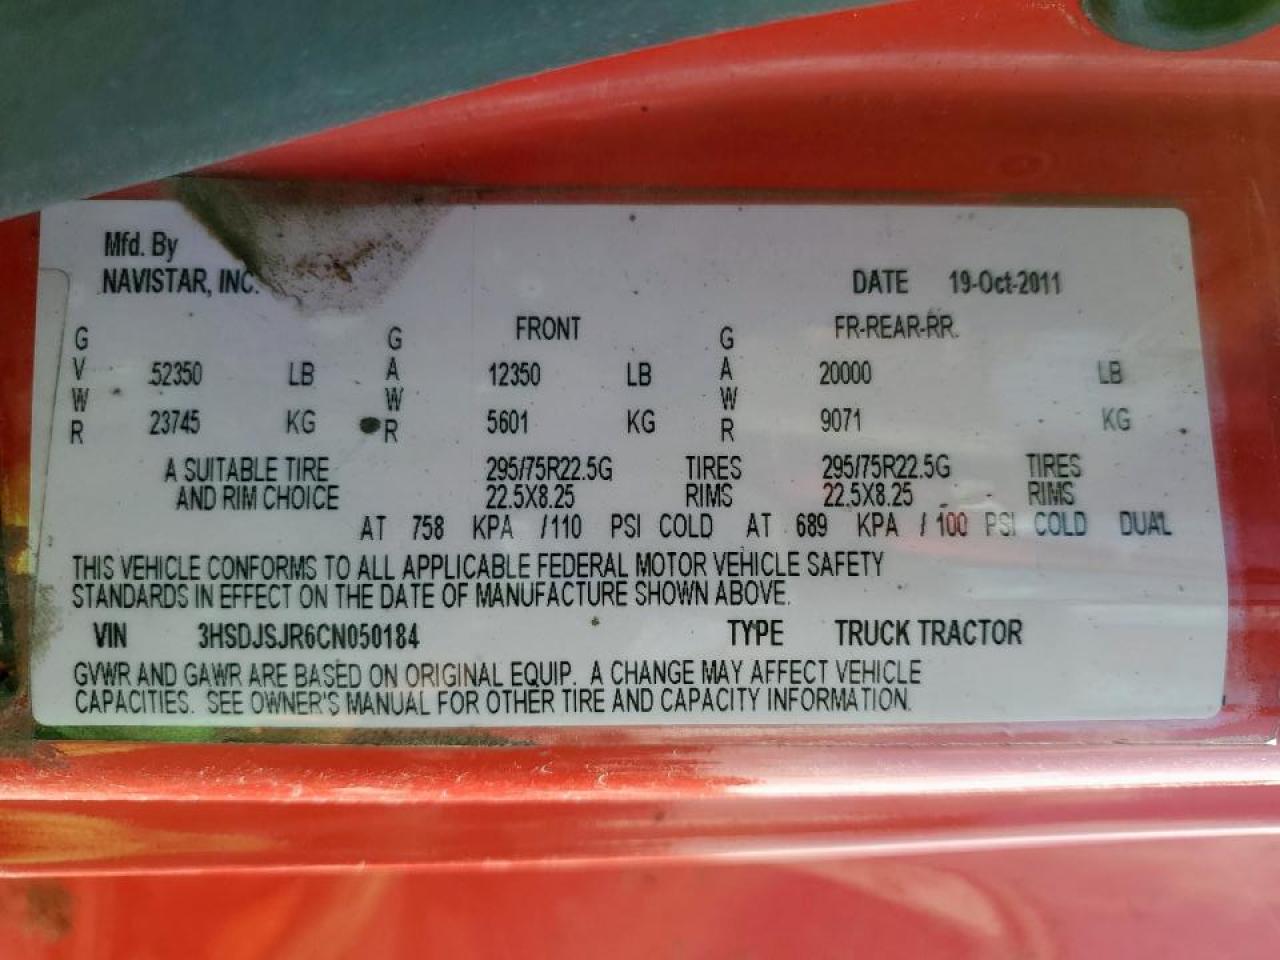 Mfd. By
NAVISTAR, INC.
DATE 19-Oct-2011
GVWR 52350 LB 23745 KG
GAWR FRONT 12350 LB 5601 KG
GAWR FR-REAR-RR. 20000 LB 9071 KG
A SUITABLE TIRE 295/75R22.5G TIRES 295/75R22.5G TIRES
AND RIM CHOICE 22.5X8.25 RIMS 22.5X8.25 RIMS
AT 758 KPA /110 PSI COLD AT 689 KPA / 100 PSI COLD DUAL
THIS VEHICLE CONFORMS TO ALL APPLICABLE FEDERAL MOTOR VEHICLE SAFETY
STANDARDS IN EFFECT ON THE DATE OF MANUFACTURE SHOWN ABOVE.
VIN 3HSDJSJR6CN050184 TYPE TRUCK TRACTOR
GVWR AND GAWR ARE BASED ON ORIGINAL EQUIP. A CHANGE MAY AFFECT VEHICLE
CAPACITIES. SEE OWNER'S MANUAL FOR OTHER TIRE AND CAPACITY INFORMATION.